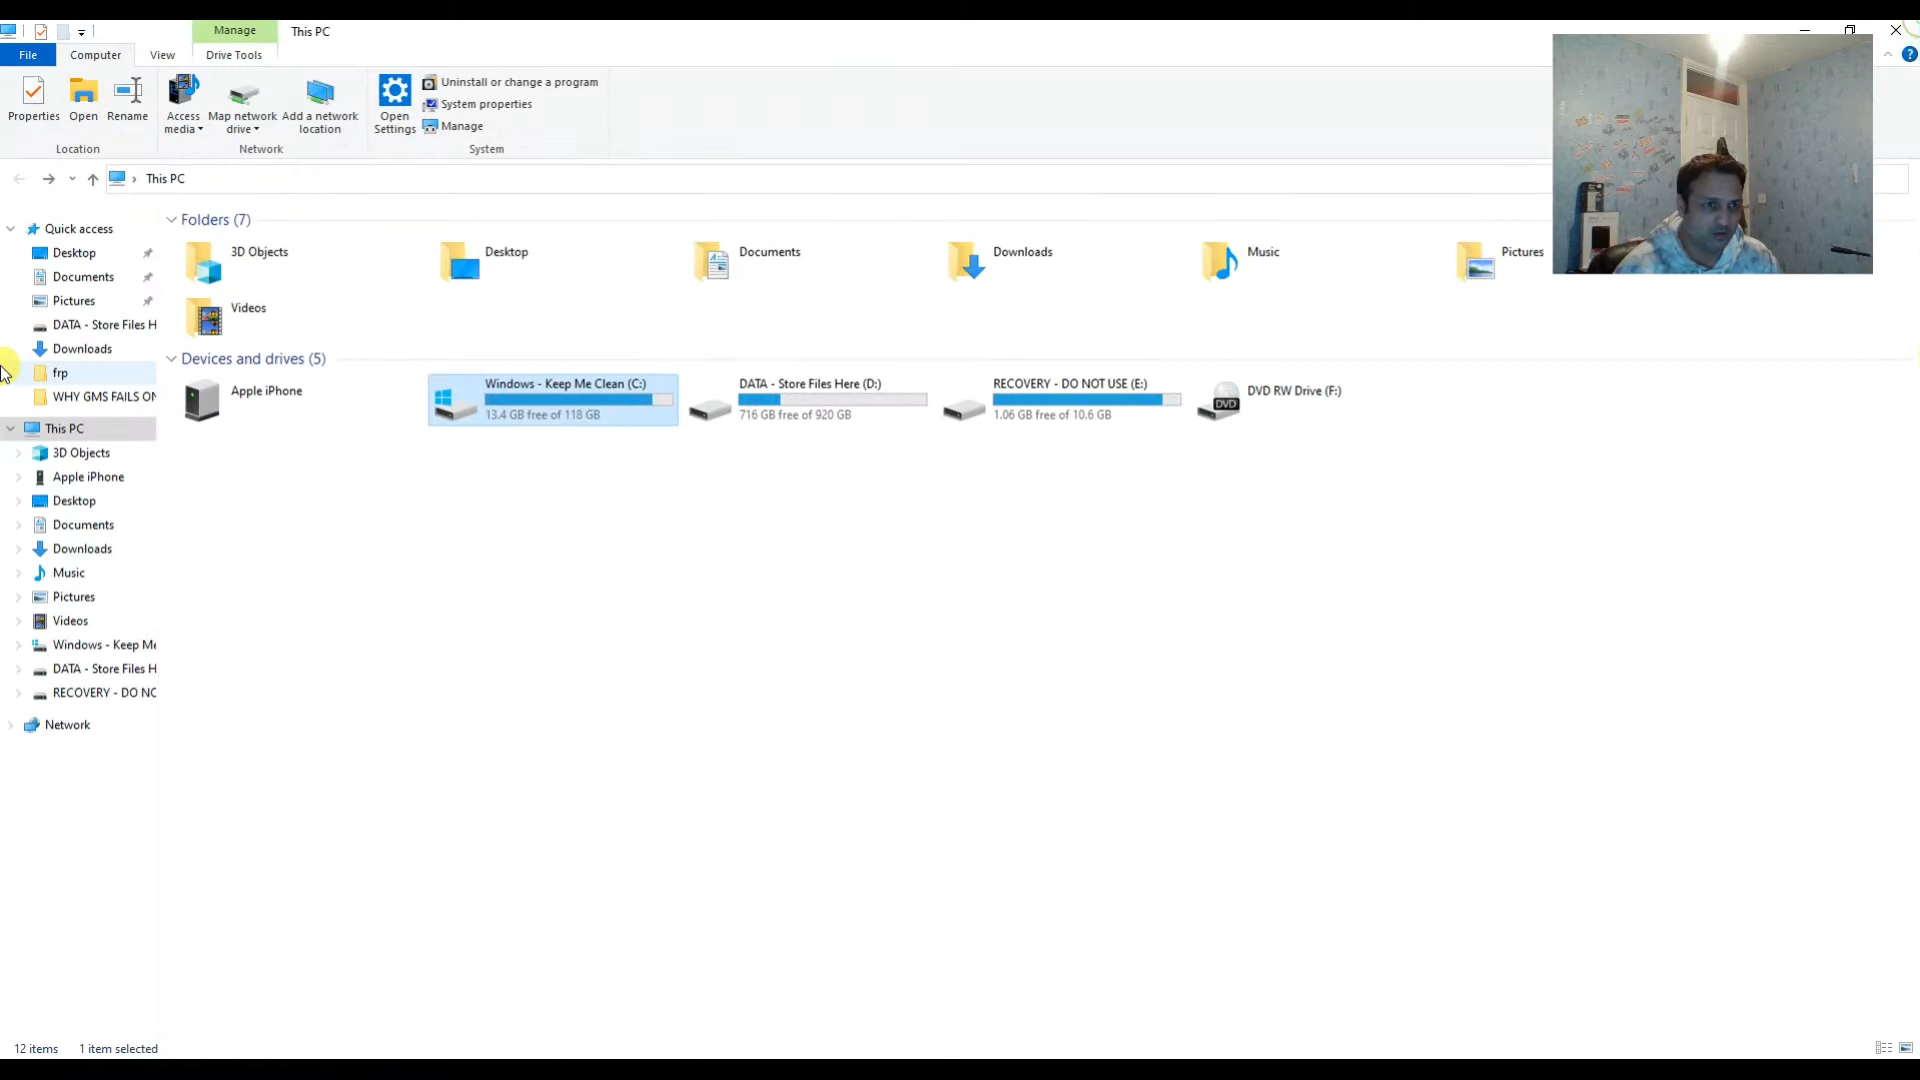 Manage
This PC
File
Computer
View
Drive Tools
Properties
Open
Rename
Location
Access media
Map network drive
Add a network location
Network
Open Settings
Uninstall or change a program
System properties
Manage
System
This PC
Quick access
Desktop
Documents
Pictures
DATA - Store Files H
Downloads
frp
WHY GMS FAILS ON
This PC
3D Objects
Apple iPhone
Desktop
Documents
Downloads
Music
Pictures
Videos
Windows - Keep Me
DATA - Store Files H
RECOVERY - DO NO
Network
Folders (7)
3D Objects
Desktop
Documents
Downloads
Music
Pictures
Videos
Devices and drives (5)
Apple iPhone
Windows - Keep Me Clean (C:)
13.4 GB free of 118 GB
DATA - Store Files Here (D:)
716 GB free of 920 GB
RECOVERY - DO NOT USE (E:)
1.06 GB free of 10.6 GB
DVD
DVD RW Drive (F:)
12 items
1 item selected